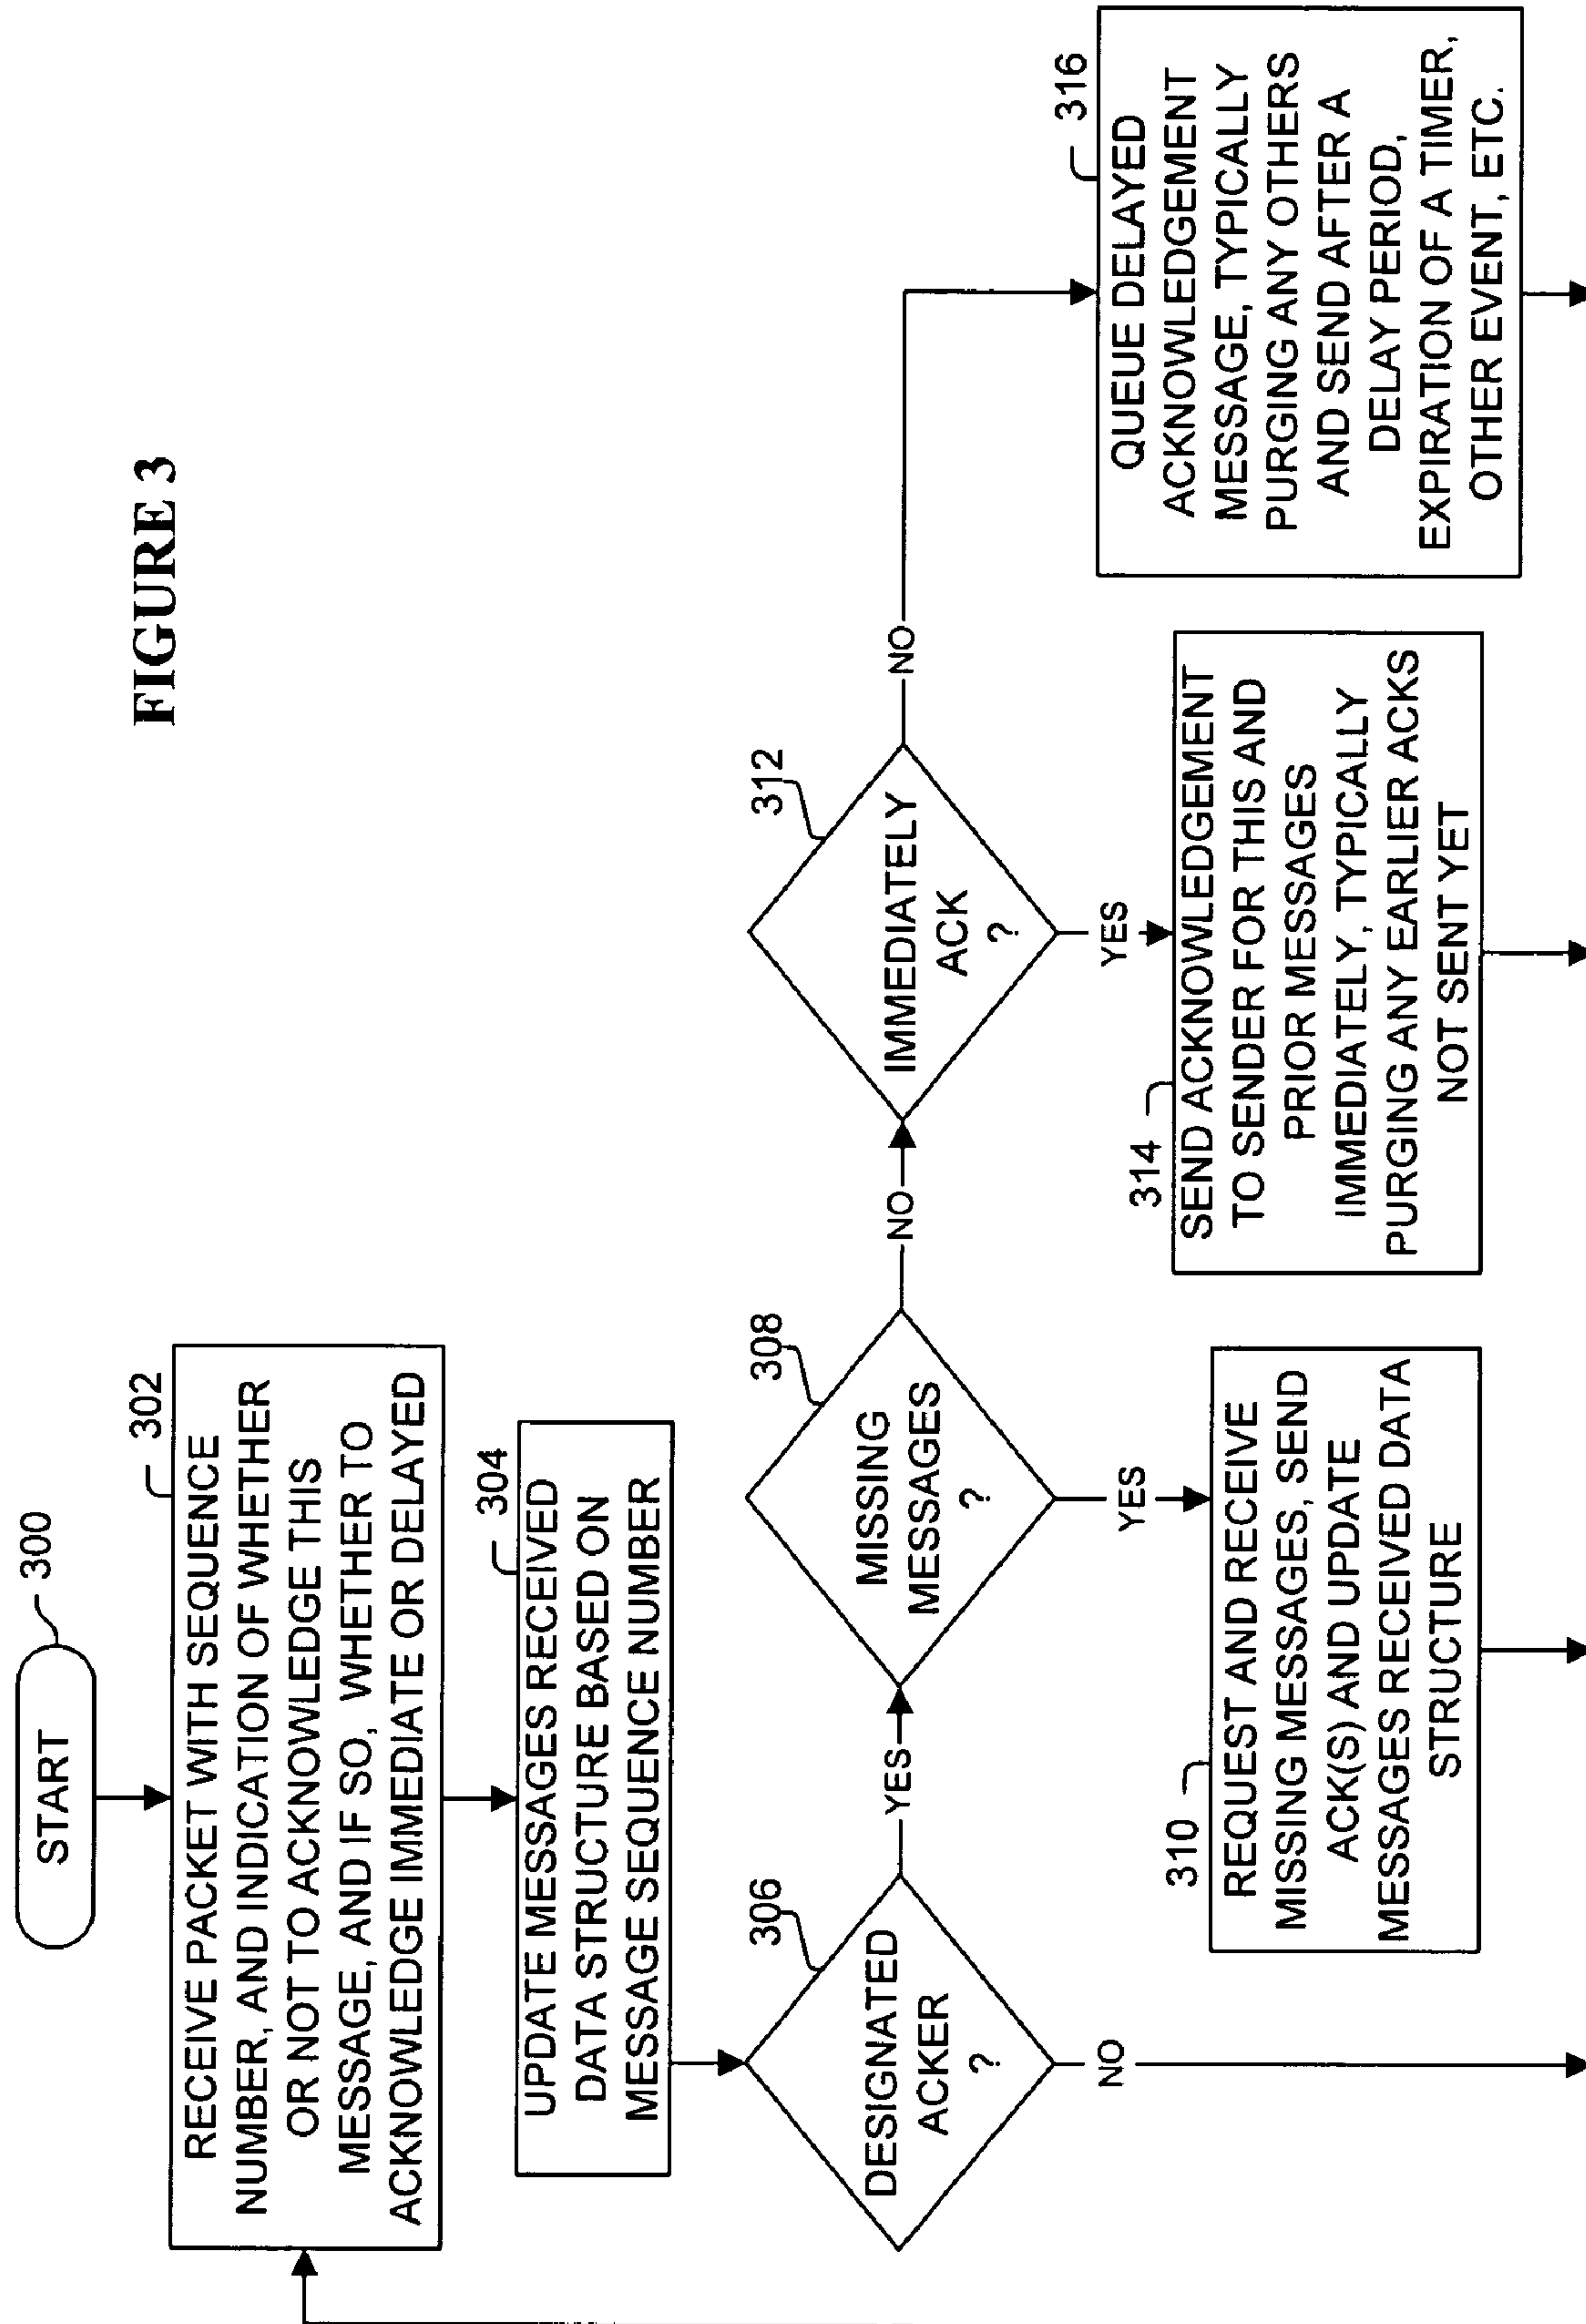 FIGURE 3
START
300
302
RECEIVE PACKET WITH SEQUENCE
NUMBER, AND INDICATION OF WHETHER
OR NOT TO ACKNOWLEDGE THIS
MESSAGE, AND IF SO, WHETHER TO
ACKNOWLEDGE IMMEDIATE OR DELAYED
304
UPDATE MESSAGES RECEIVED
DATA STRUCTURE BASED ON
MESSAGE SEQUENCE NUMBER
306
DESIGNATED
ACKER
?
NO
YES
308
MISSING
MESSAGES
?
YES
310
REQUEST AND RECEIVE
MISSING MESSAGES, SEND
ACK(S) AND UPDATE
MESSAGES RECEIVED DATA
STRUCTURE
NO
312
IMMEDIATELY
ACK
?
YES
314
SEND ACKNOWLEDGEMENT
TO SENDER FOR THIS AND
PRIOR MESSAGES
IMMEDIATELY, TYPICALLY
PURGING ANY EARLIER ACKS
NOT SENT YET
NO
316
QUEUE DELAYED
ACKNOWLEDGEMENT
MESSAGE, TYPICALLY
PURGING ANY OTHERS
AND SEND AFTER A
DELAY PERIOD,
EXPIRATION OF A TIMER,
OTHER EVENT, ETC.